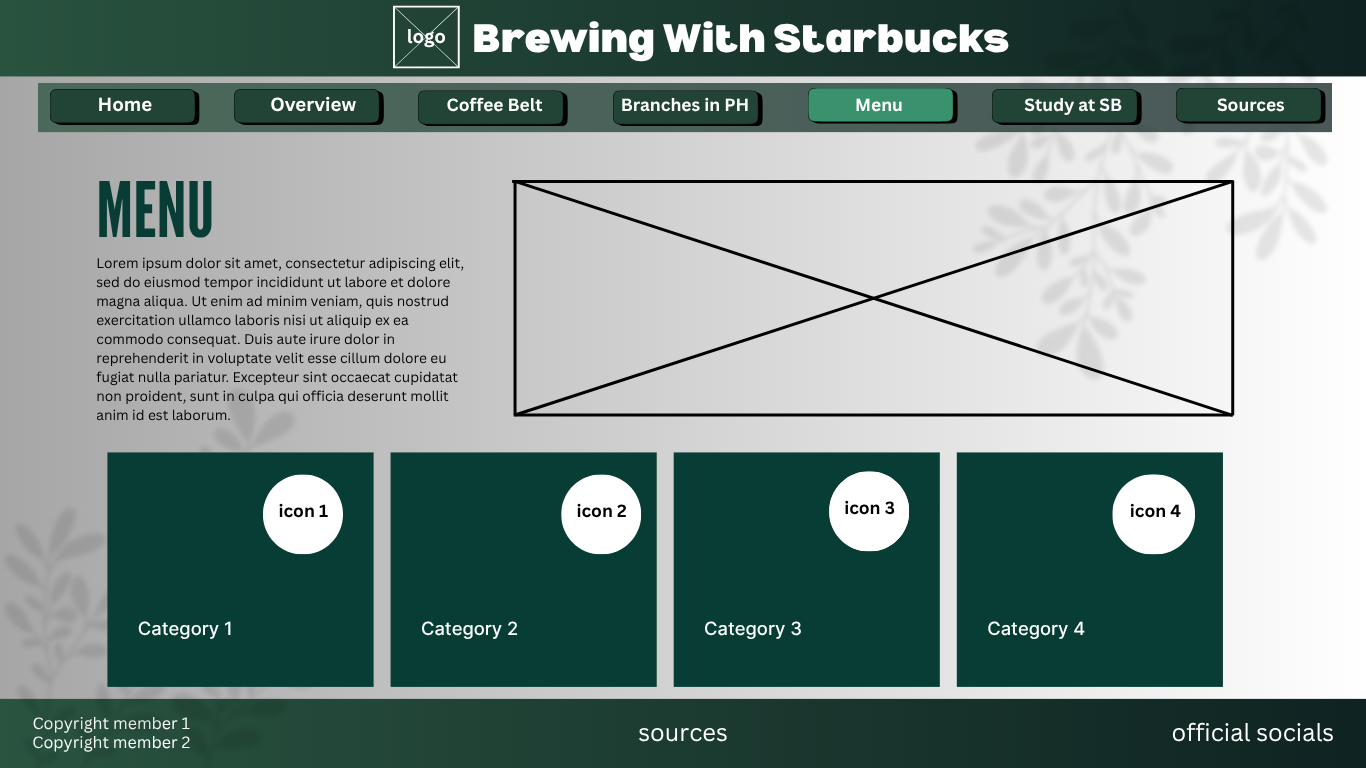 logo
Brewing With Starbucks
Home
Overview
Coffee Belt
Branches in PH
Menu
Study at SB
Sources
MENU
Lorem ipsum dolor sit amet, consectetur adipiscing elit,
sed do eiusmod tempor incididunt ut labore et dolore
magna aliqua. Ut enim ad minim veniam, quis nostrud
exercitation ullamco laboris nisi ut aliquip ex ea
commodo consequat. Duis aute irure dolor in
reprehenderit in voluptate velit esse cillum dolore eu
fugiat nulla pariatur. Excepteur sint occaecat cupidatat
non proident, sunt in culpa qui officia deserunt mollit
anim id est laborum.
icon 1
Category 1
icon 2
Category 2
icon 3
Category 3
icon 4
Category 4
Copyright member 1
Copyright member 2
sources
official socials